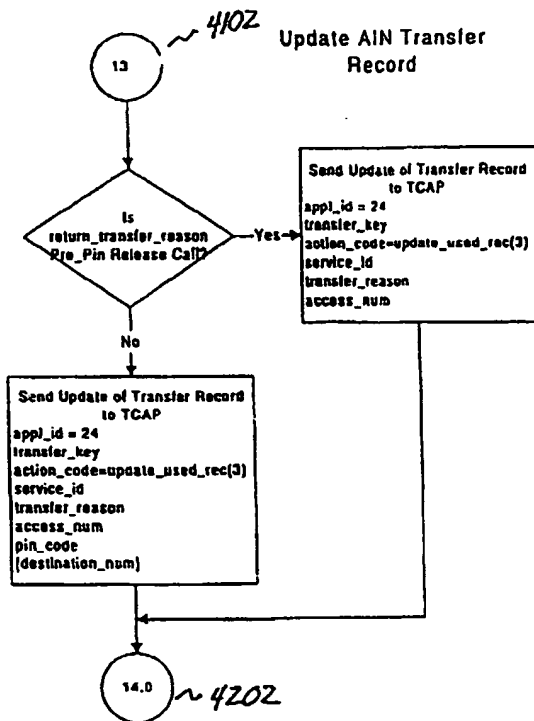 4102
Update AIN Transfer
Record
13
Is
return_transfer_reason
Pre_Pin Release Call?
Yes
Send Update of Transfer Record
to TCAP
appl_id = 24
transfer_key
action_code=update_used_rec(3)
service_id
transfer_reason
access_num
No
Send Update of Transfer Record
to TCAP
appl_id = 24
transfer_key
action_code=update_used_rec(3)
service_id
transfer_reason
access_num
pin_code
{destination_num}
14.0
4202